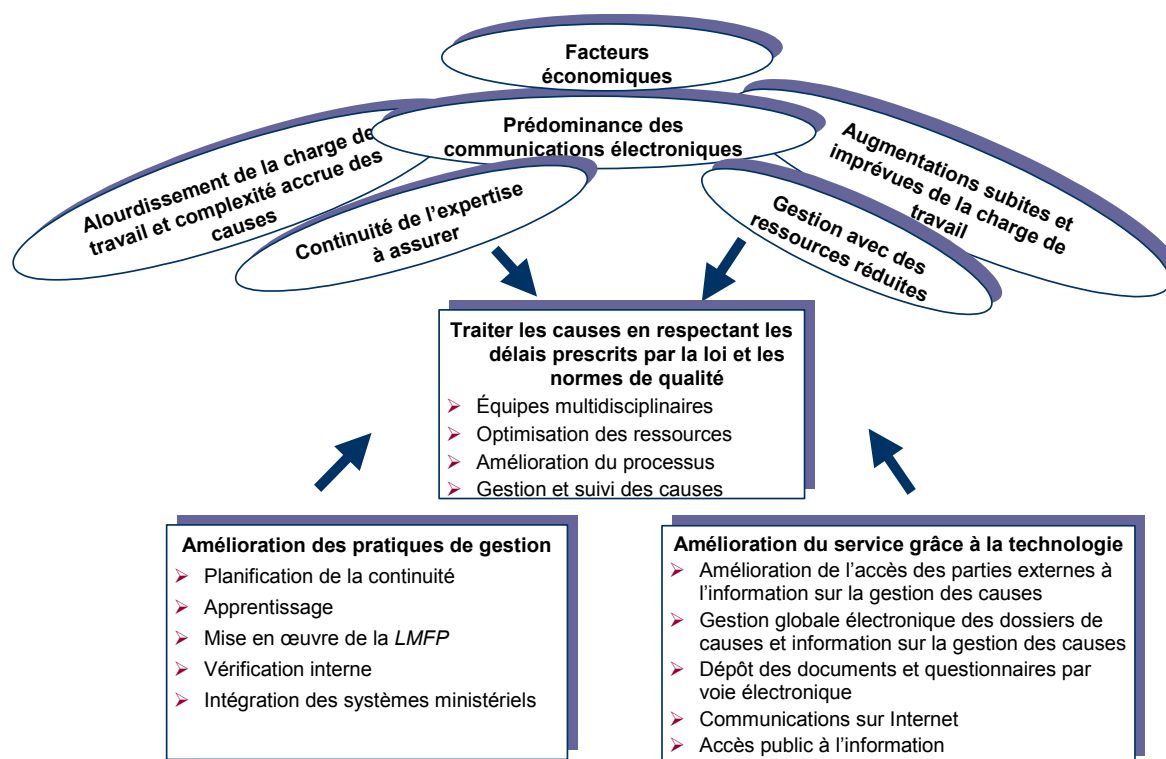 Facteurs
économiques
Prédominance des
communications électroniques
Alourdissement de la charge de
travail et complexité accrue des
causes
Augmentations subites et
imprévues de la charge de
travail
Continuité de l'expertise
à assurer
Gestion avec des
ressources réduites
Traiter les causes en respectant les
délais prescrits par la loi et les
normes de qualité
➢ Équipes multidisciplinaires
➢ Optimisation des ressources
➢ Amélioration du processus
➢ Gestion et suivi des causes
Amélioration des pratiques de gestion
➢ Planification de la continuité
➢ Apprentissage
➢ Mise en œuvre de la LMFP
➢ Vérification interne
➢ Intégration des systèmes ministériels
Amélioration du service grâce à la technologie
➢ Amélioration de l'accès des parties externes à
l'information sur la gestion des causes
➢ Gestion globale électronique des dossiers de
causes et information sur la gestion des causes
➢ Dépôt des documents et questionnaires par
voie électronique
➢ Communications sur Internet
➢ Accès public à l'information